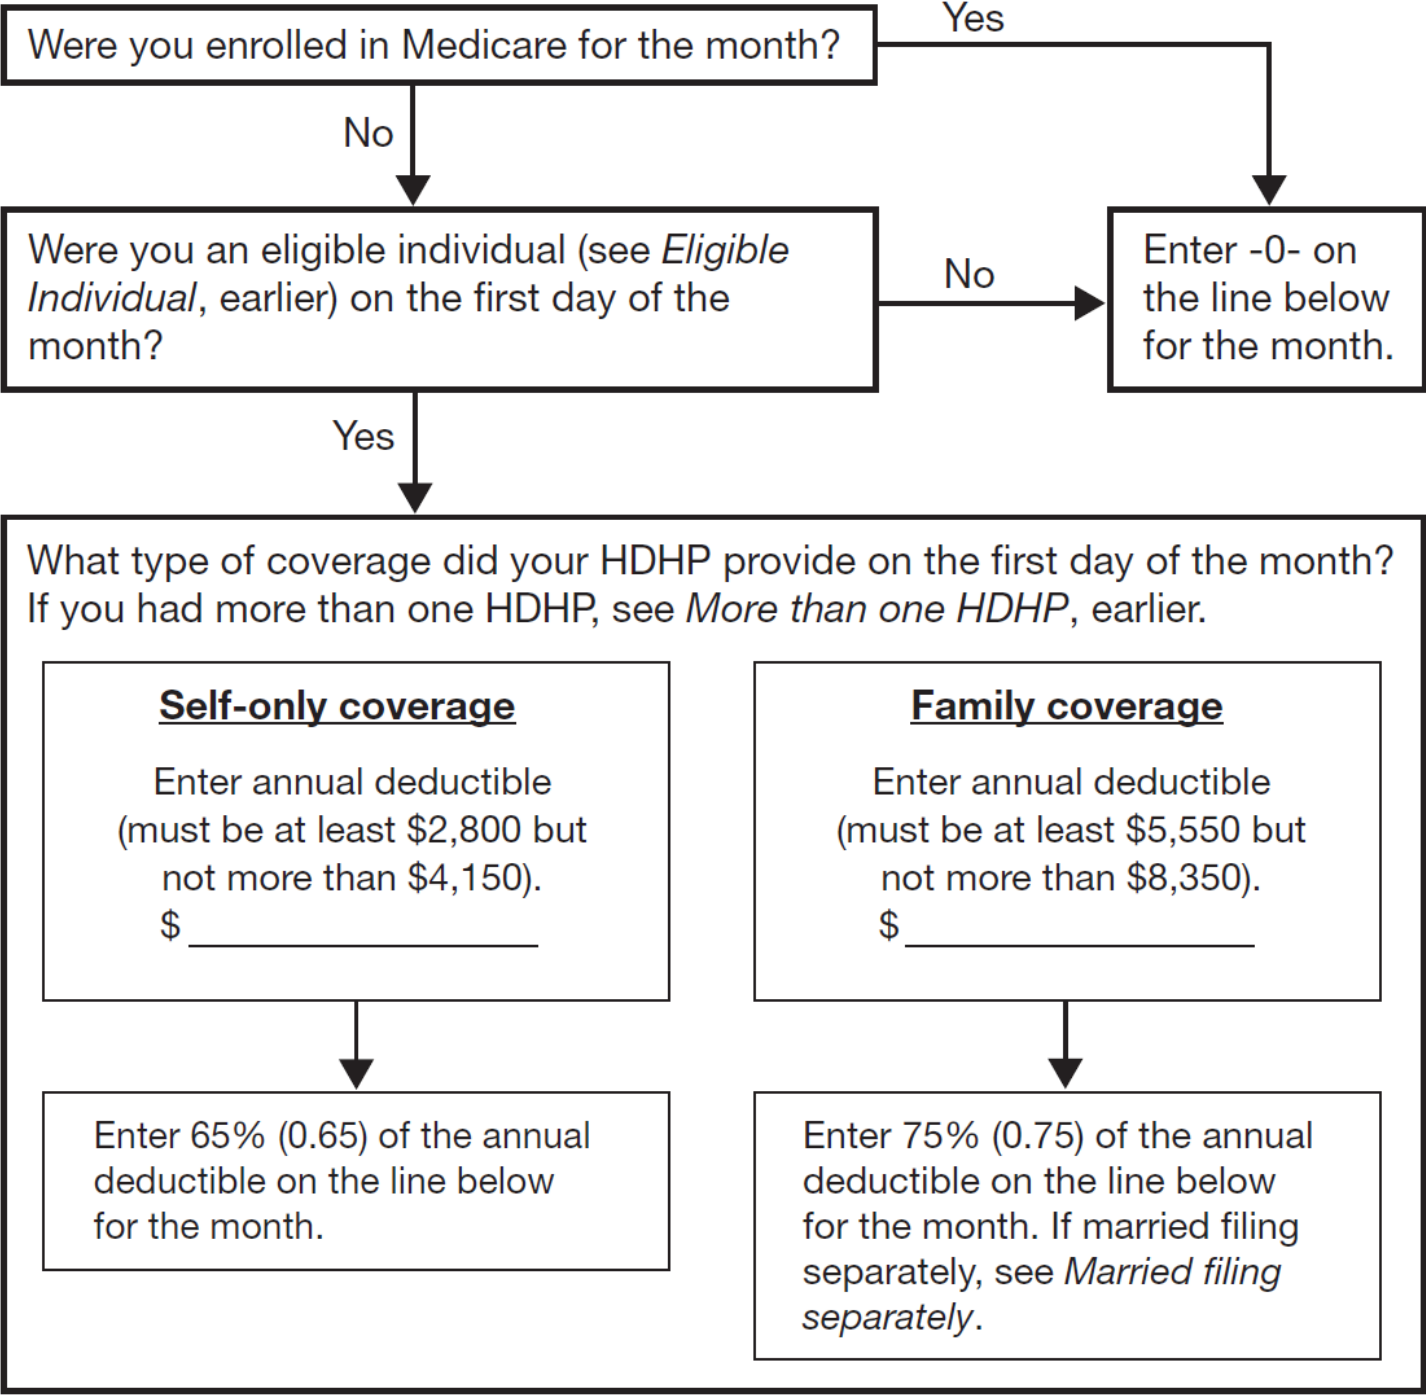 Were you enrolled in Medicare for the month?
Yes
No
Were you an eligible individual (see Eligible
Individual, earlier) on the first day of the
month?
No
Enter -0- on
the line below
for the month.
Yes
What type of coverage did your HDHP provide on the first day of the month?
If you had more than one HDHP, see More than one HDHP, earlier.
Self-only coverage
Enter annual deductible
(must be at least $2,800 but
not more than $4,150).
$
Family coverage
Enter annual deductible
(must be at least $5,550 but
not more than $8,350).
$
Enter 65% (0.65) of the annual
deductible on the line below
for the month.
Enter 75% (0.75) of the annual
deductible on the line below
for the month. If married filing
separately, see Married filing
separately.